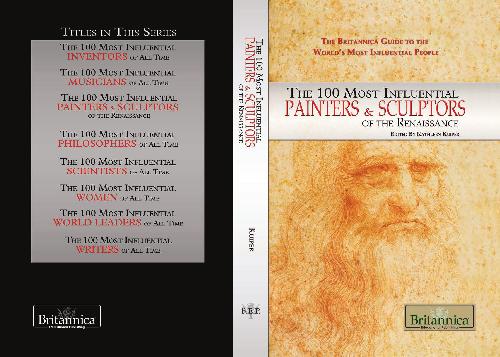 TITLES IN THIS SERIES
THE 100 MOST INFLUENTIAL
INVENTORS OF ALL TIME
THE 100 MOST INFLUENTIAL
MUSICIANS OF ALL TIME
THE 100 MOST INFLUENTIAL
PAINTERS & SCULPTORS
OF THE RENAISSANCE
THE 100 MOST INFLUENTIAL
PHILOSOPHERS OF ALL TIME
THE 100 MOST INFLUENTIAL
SCIENTISTS OF ALL TIME
THE 100 MOST INFLUENTIAL
WOMEN OF ALL TIME
THE 100 MOST INFLUENTIAL
WORLD LEADERS OF ALL TIME
THE 100 MOST INFLUENTIAL
WRITERS OF ALL TIME
Britannica
THE 100 MOST INFLUENTIAL
PAINTERS & SCULPTORS
OF THE RENAISSANCE
KUIPER
B.E.P.
THE BRITANNICA GUIDE TO THE
WORLD'S MOST INFLUENTIAL PEOPLE
THE 100 MOST INFLUENTIAL
PAINTERS & SCULPTORS
OF THE RENAISSANCE
EDITED BY KATHLEEN KUIPER
Britannica